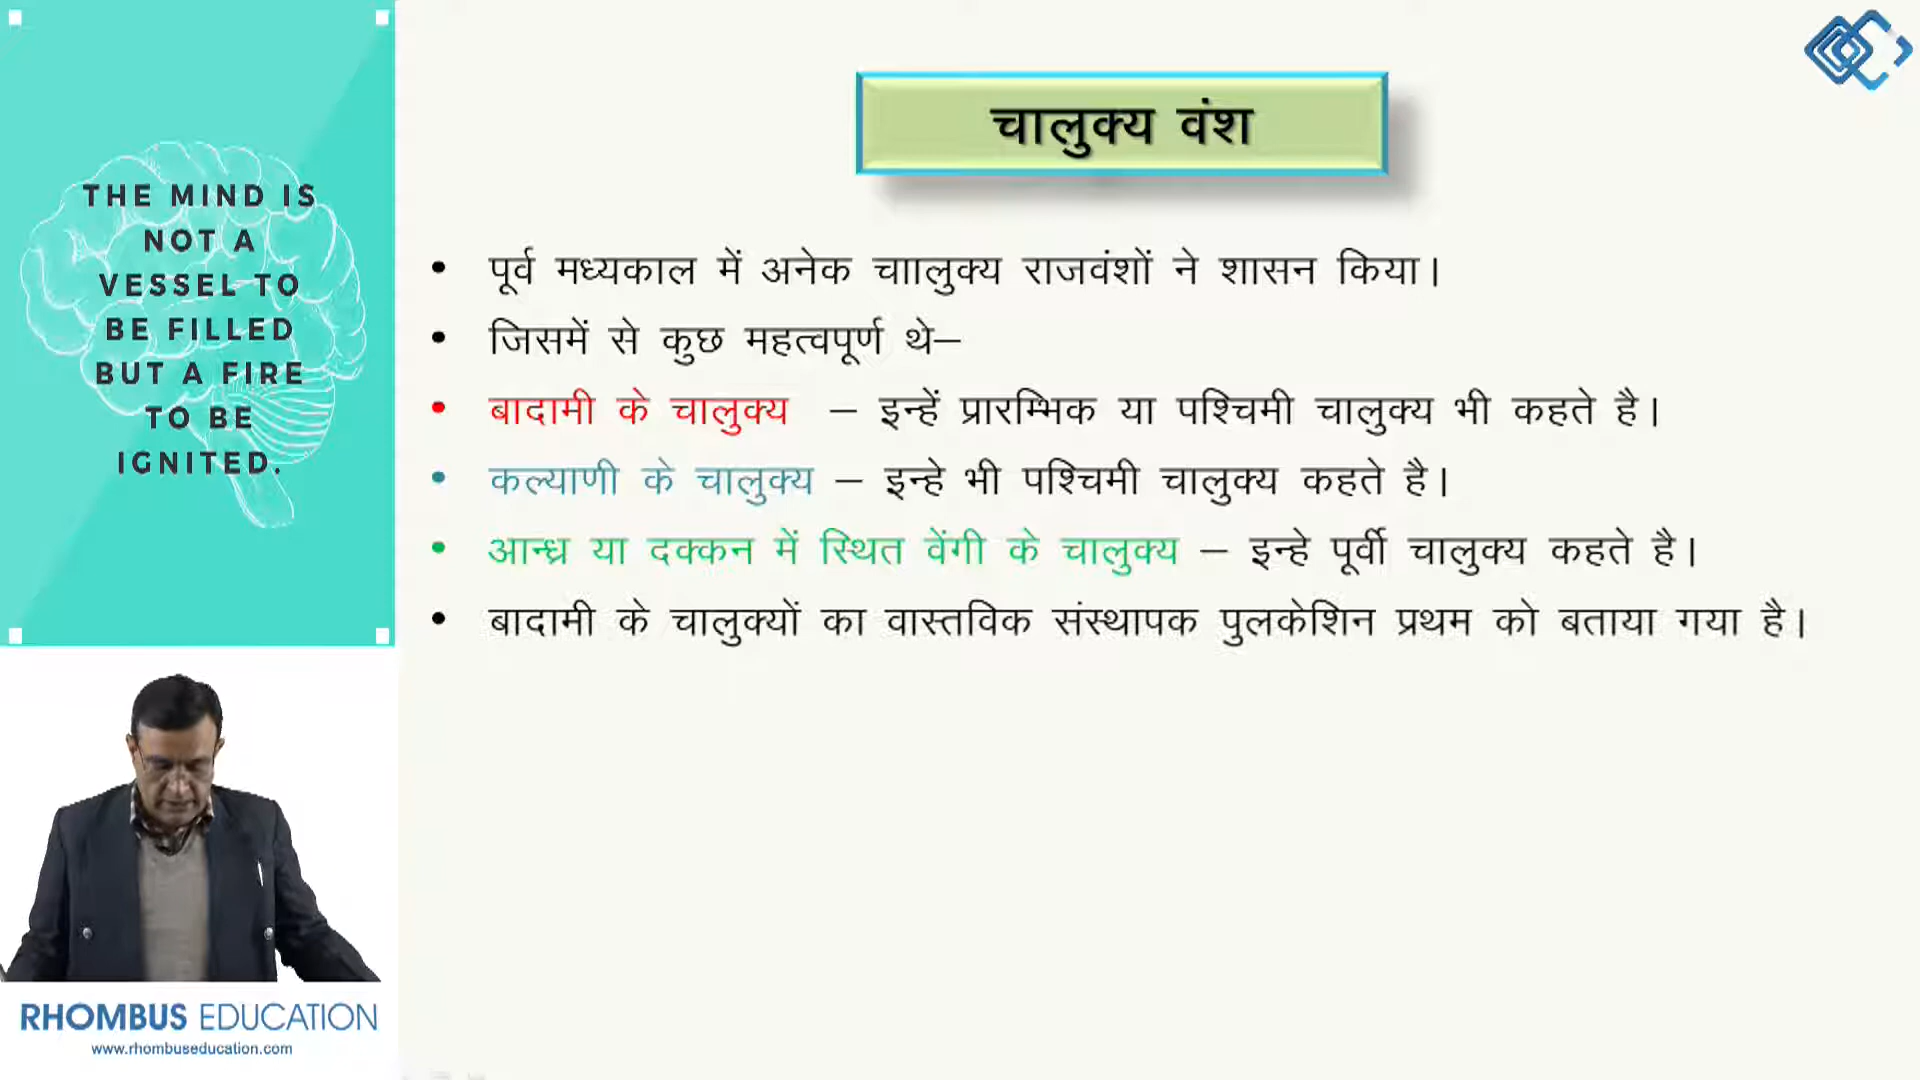 THE MIND IS
NOT A
VESSEL TO
BE FILLED
BUT A FIRE
TO BE
IGNITED.
RHOMBUS EDUCATION
www.rhombuseducation.com
चालुक्य वंश
• पूर्व मध्यकाल में अनेक चाालुक्य राजवंशों ने शासन किया।
• जिसमें से कुछ महत्वपूर्ण थे–
• बादामी के चालुक्य – इन्हें प्रारम्भिक या पश्चिमी चालुक्य भी कहते है।
• कल्याणी के चालुक्य – इन्हे भी पश्चिमी चालुक्य कहते है।
• आन्ध्र या दक्कन में स्थित वेंगी के चालुक्य – इन्हे पूर्वी चालुक्य कहते है।
• बादामी के चालुक्यों का वास्तविक संस्थापक पुलकेशिन प्रथम को बताया गया है।